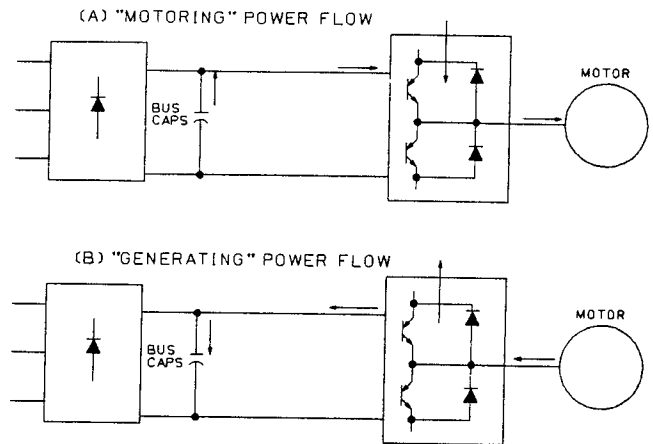 (A) "MOTORING" POWER FLOW
BUS
CAPS
MOTOR
(B) "GENERATING" POWER FLOW
BUS
CAPS
MOTOR